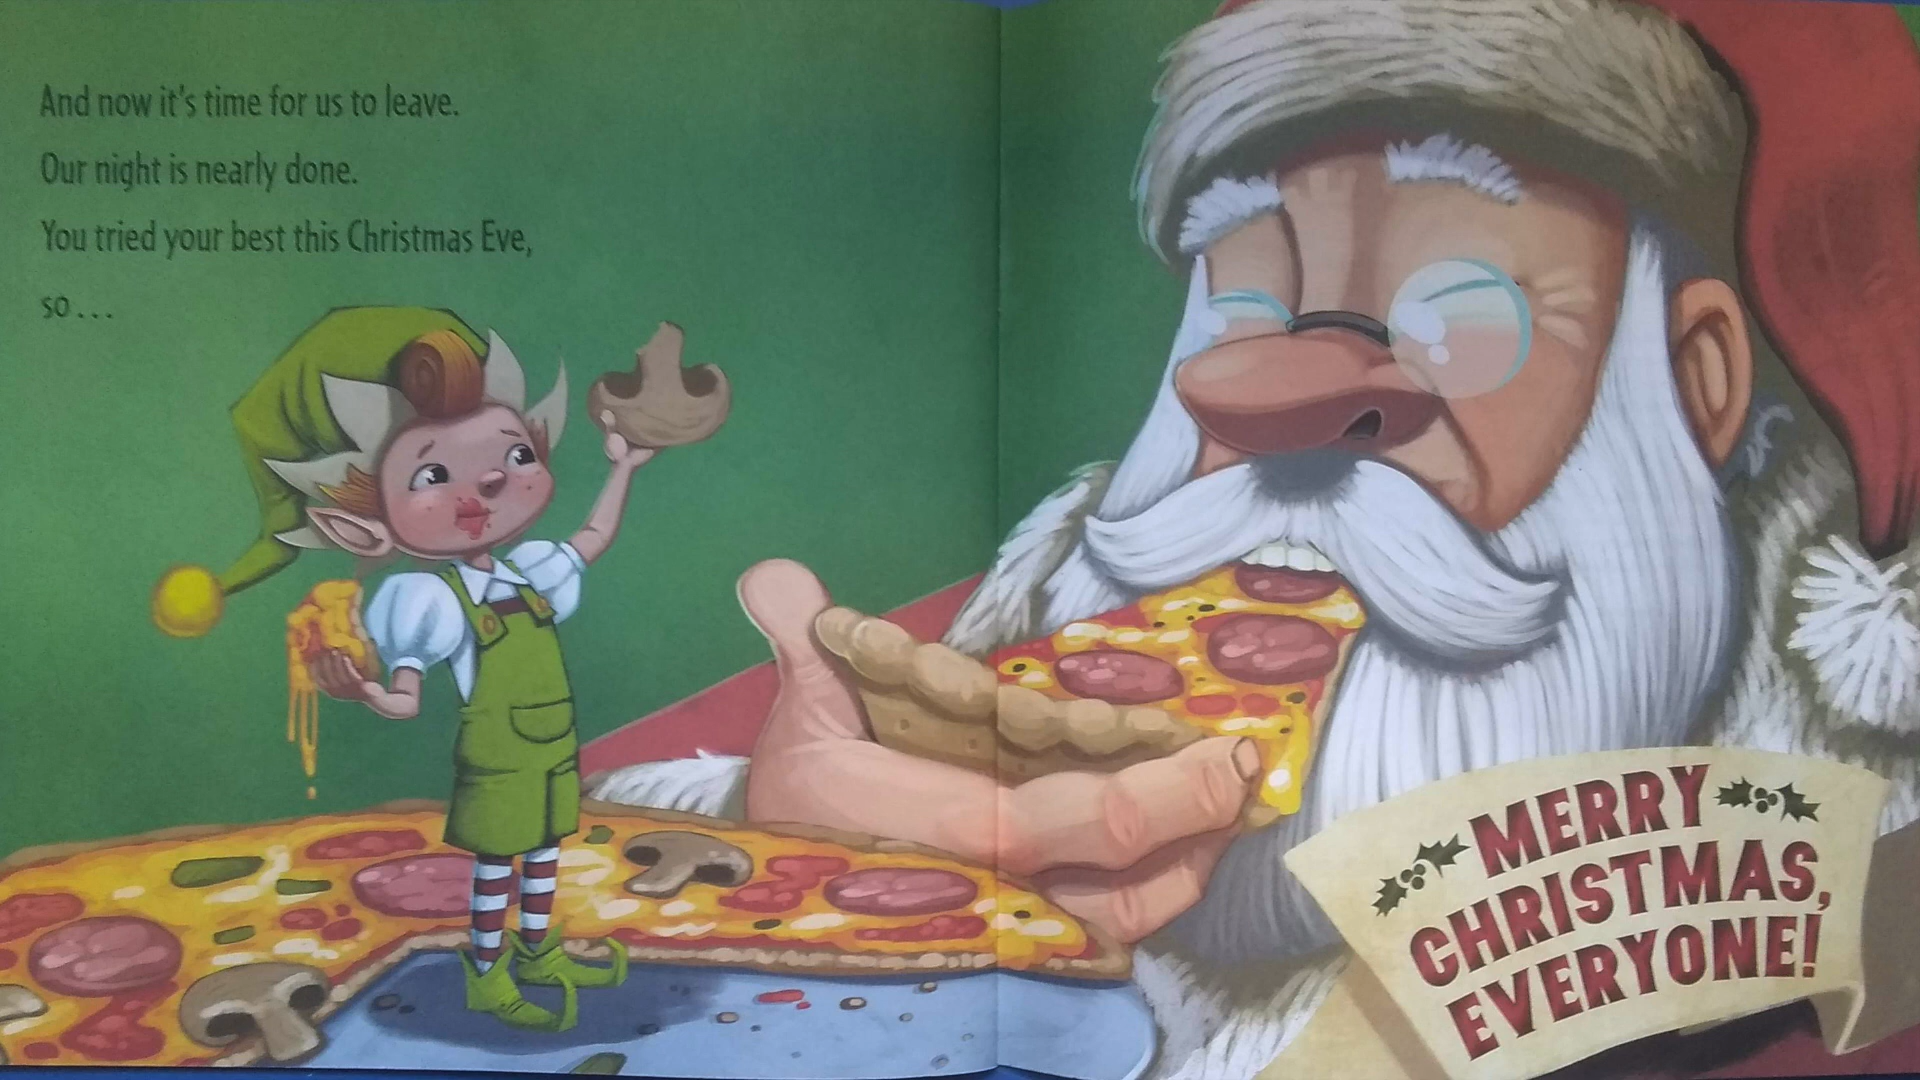 And now it's time for us to leave.
Our night is nearly done.
You tried your best this Christmas Eve,
so...
MERRY
CHRISTMAS,
EVERYONE!